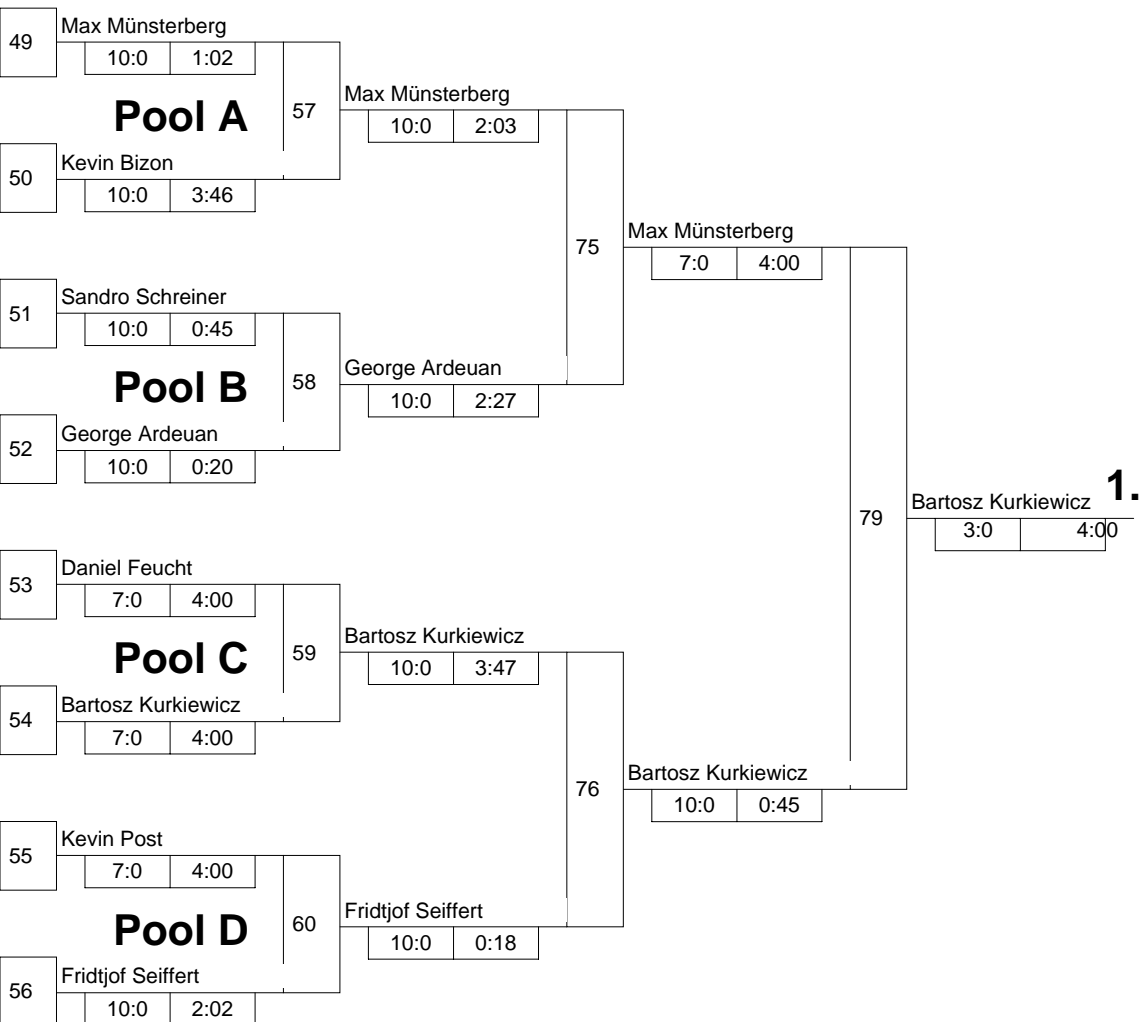 49 Max Münsterberg
10:0 1:02
Pool A 57 Max Münsterberg
10:0 2:03
50 Kevin Bizon
10:0 3:46
75 Max Münsterberg
7:0 4:00
51 Sandro Schreiner
10:0 0:45
Pool B 58 George Ardeuan
10:0 2:27
52 George Ardeuan
10:0 0:20
79 Bartosz Kurkiewicz 1.
3:0 4:00
53 Daniel Feucht
7:0 4:00
Pool C 59 Bartosz Kurkiewicz
10:0 3:47
54 Bartosz Kurkiewicz
7:0 4:00
76 Bartosz Kurkiewicz
10:0 0:45
55 Kevin Post
7:0 4:00
Pool D 60 Fridtjof Seiffert
10:0 0:18
56 Fridtjof Seiffert
10:0 2:02